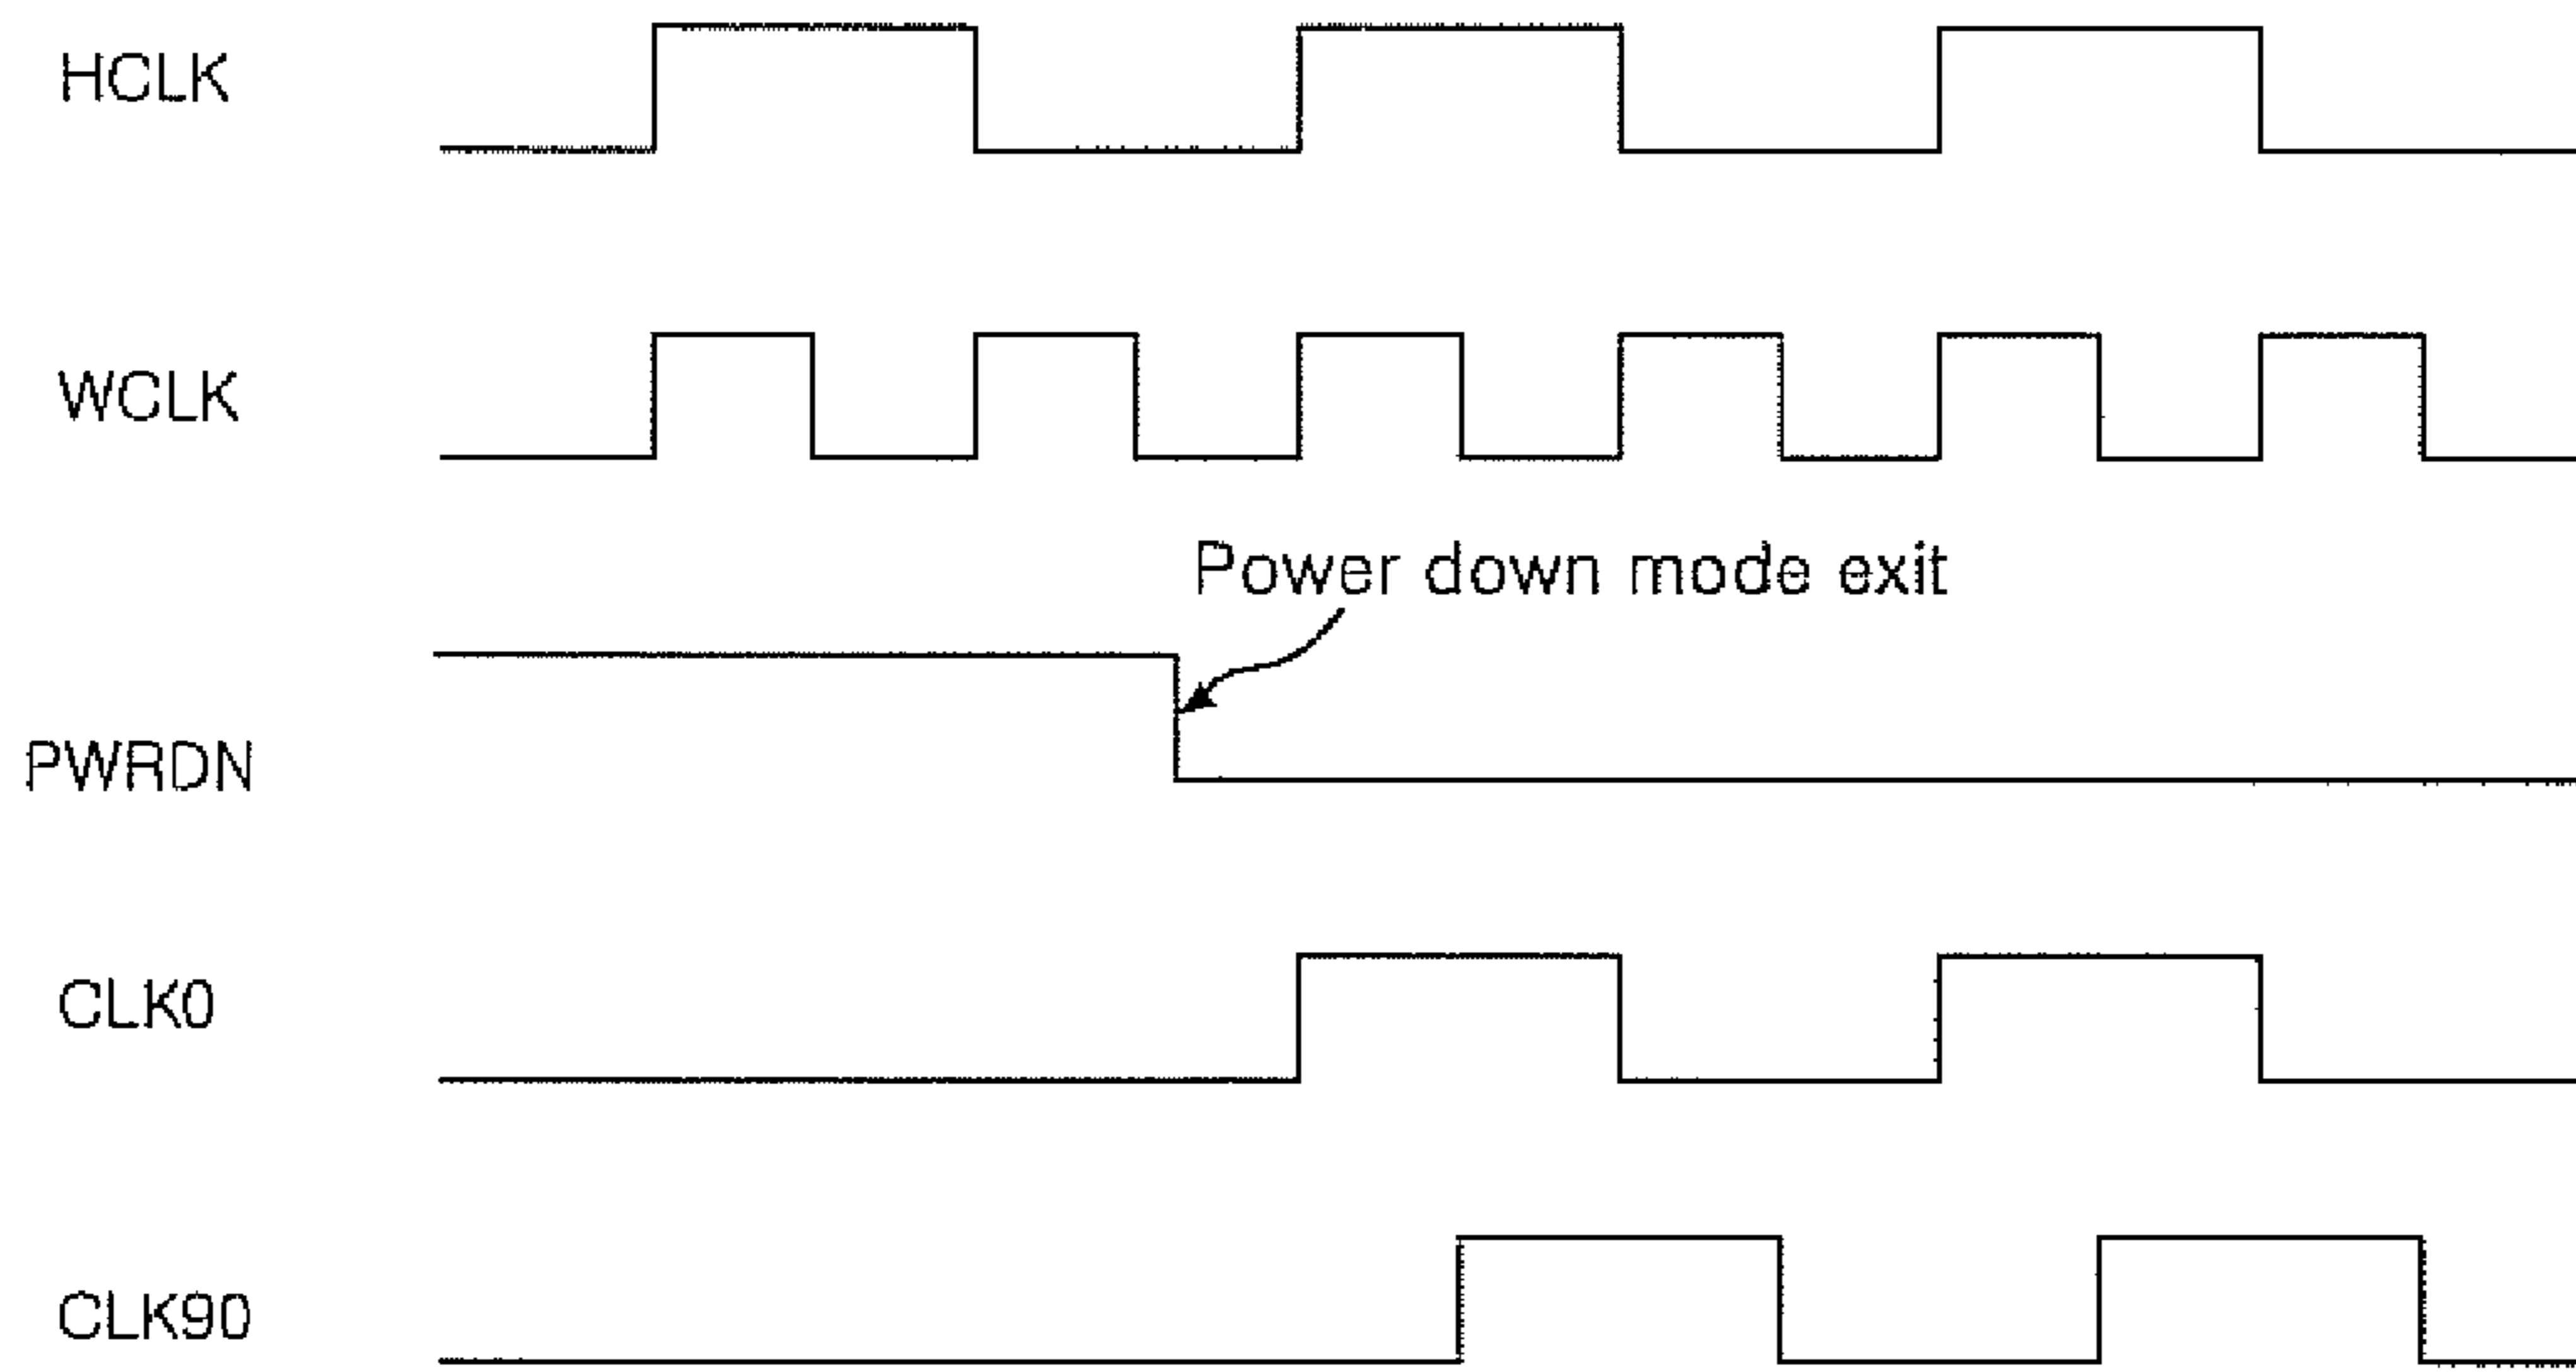 HCLK
WCLK
Power down mode exit
PWRDN
CLK0
CLK90